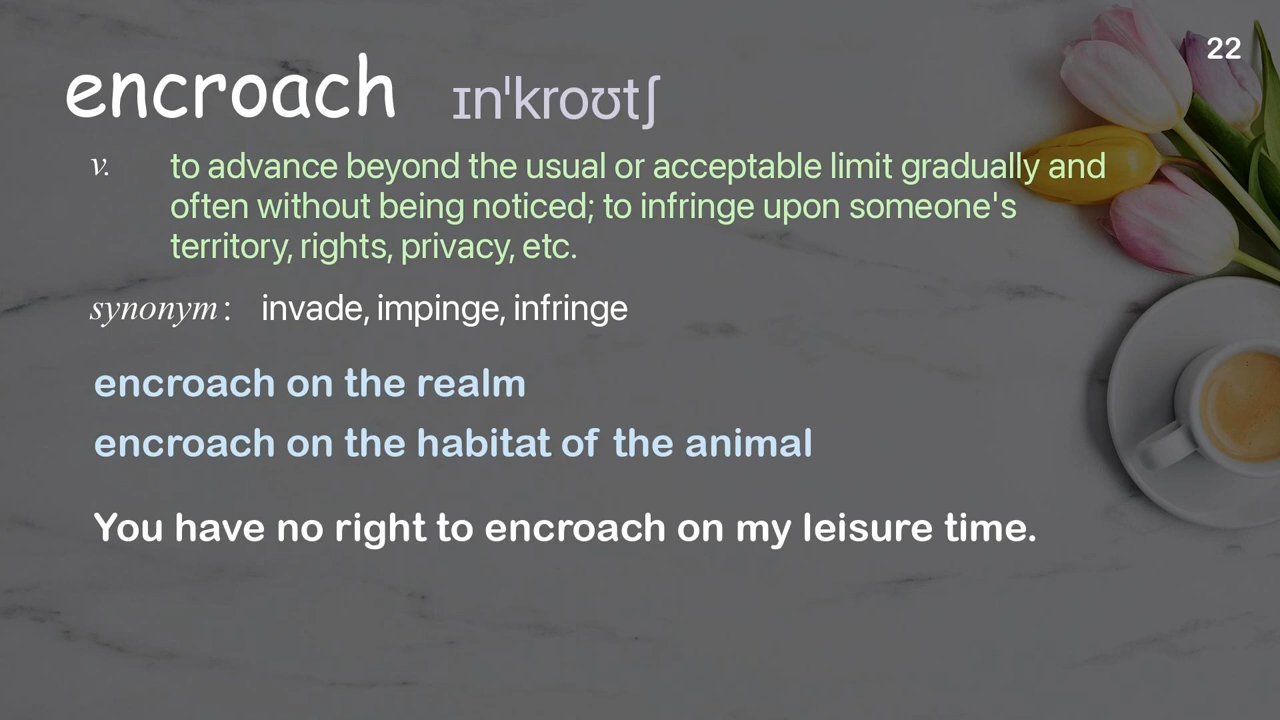 22
encroach ɪn'kroʊtʃ
v. to advance beyond the usual or acceptable limit gradually and
often without being noticed; to infringe upon someone's
territory, rights, privacy, etc.
synonym: invade, impinge, infringe
encroach on the realm
encroach on the habitat of the animal
You have no right to encroach on my leisure time.